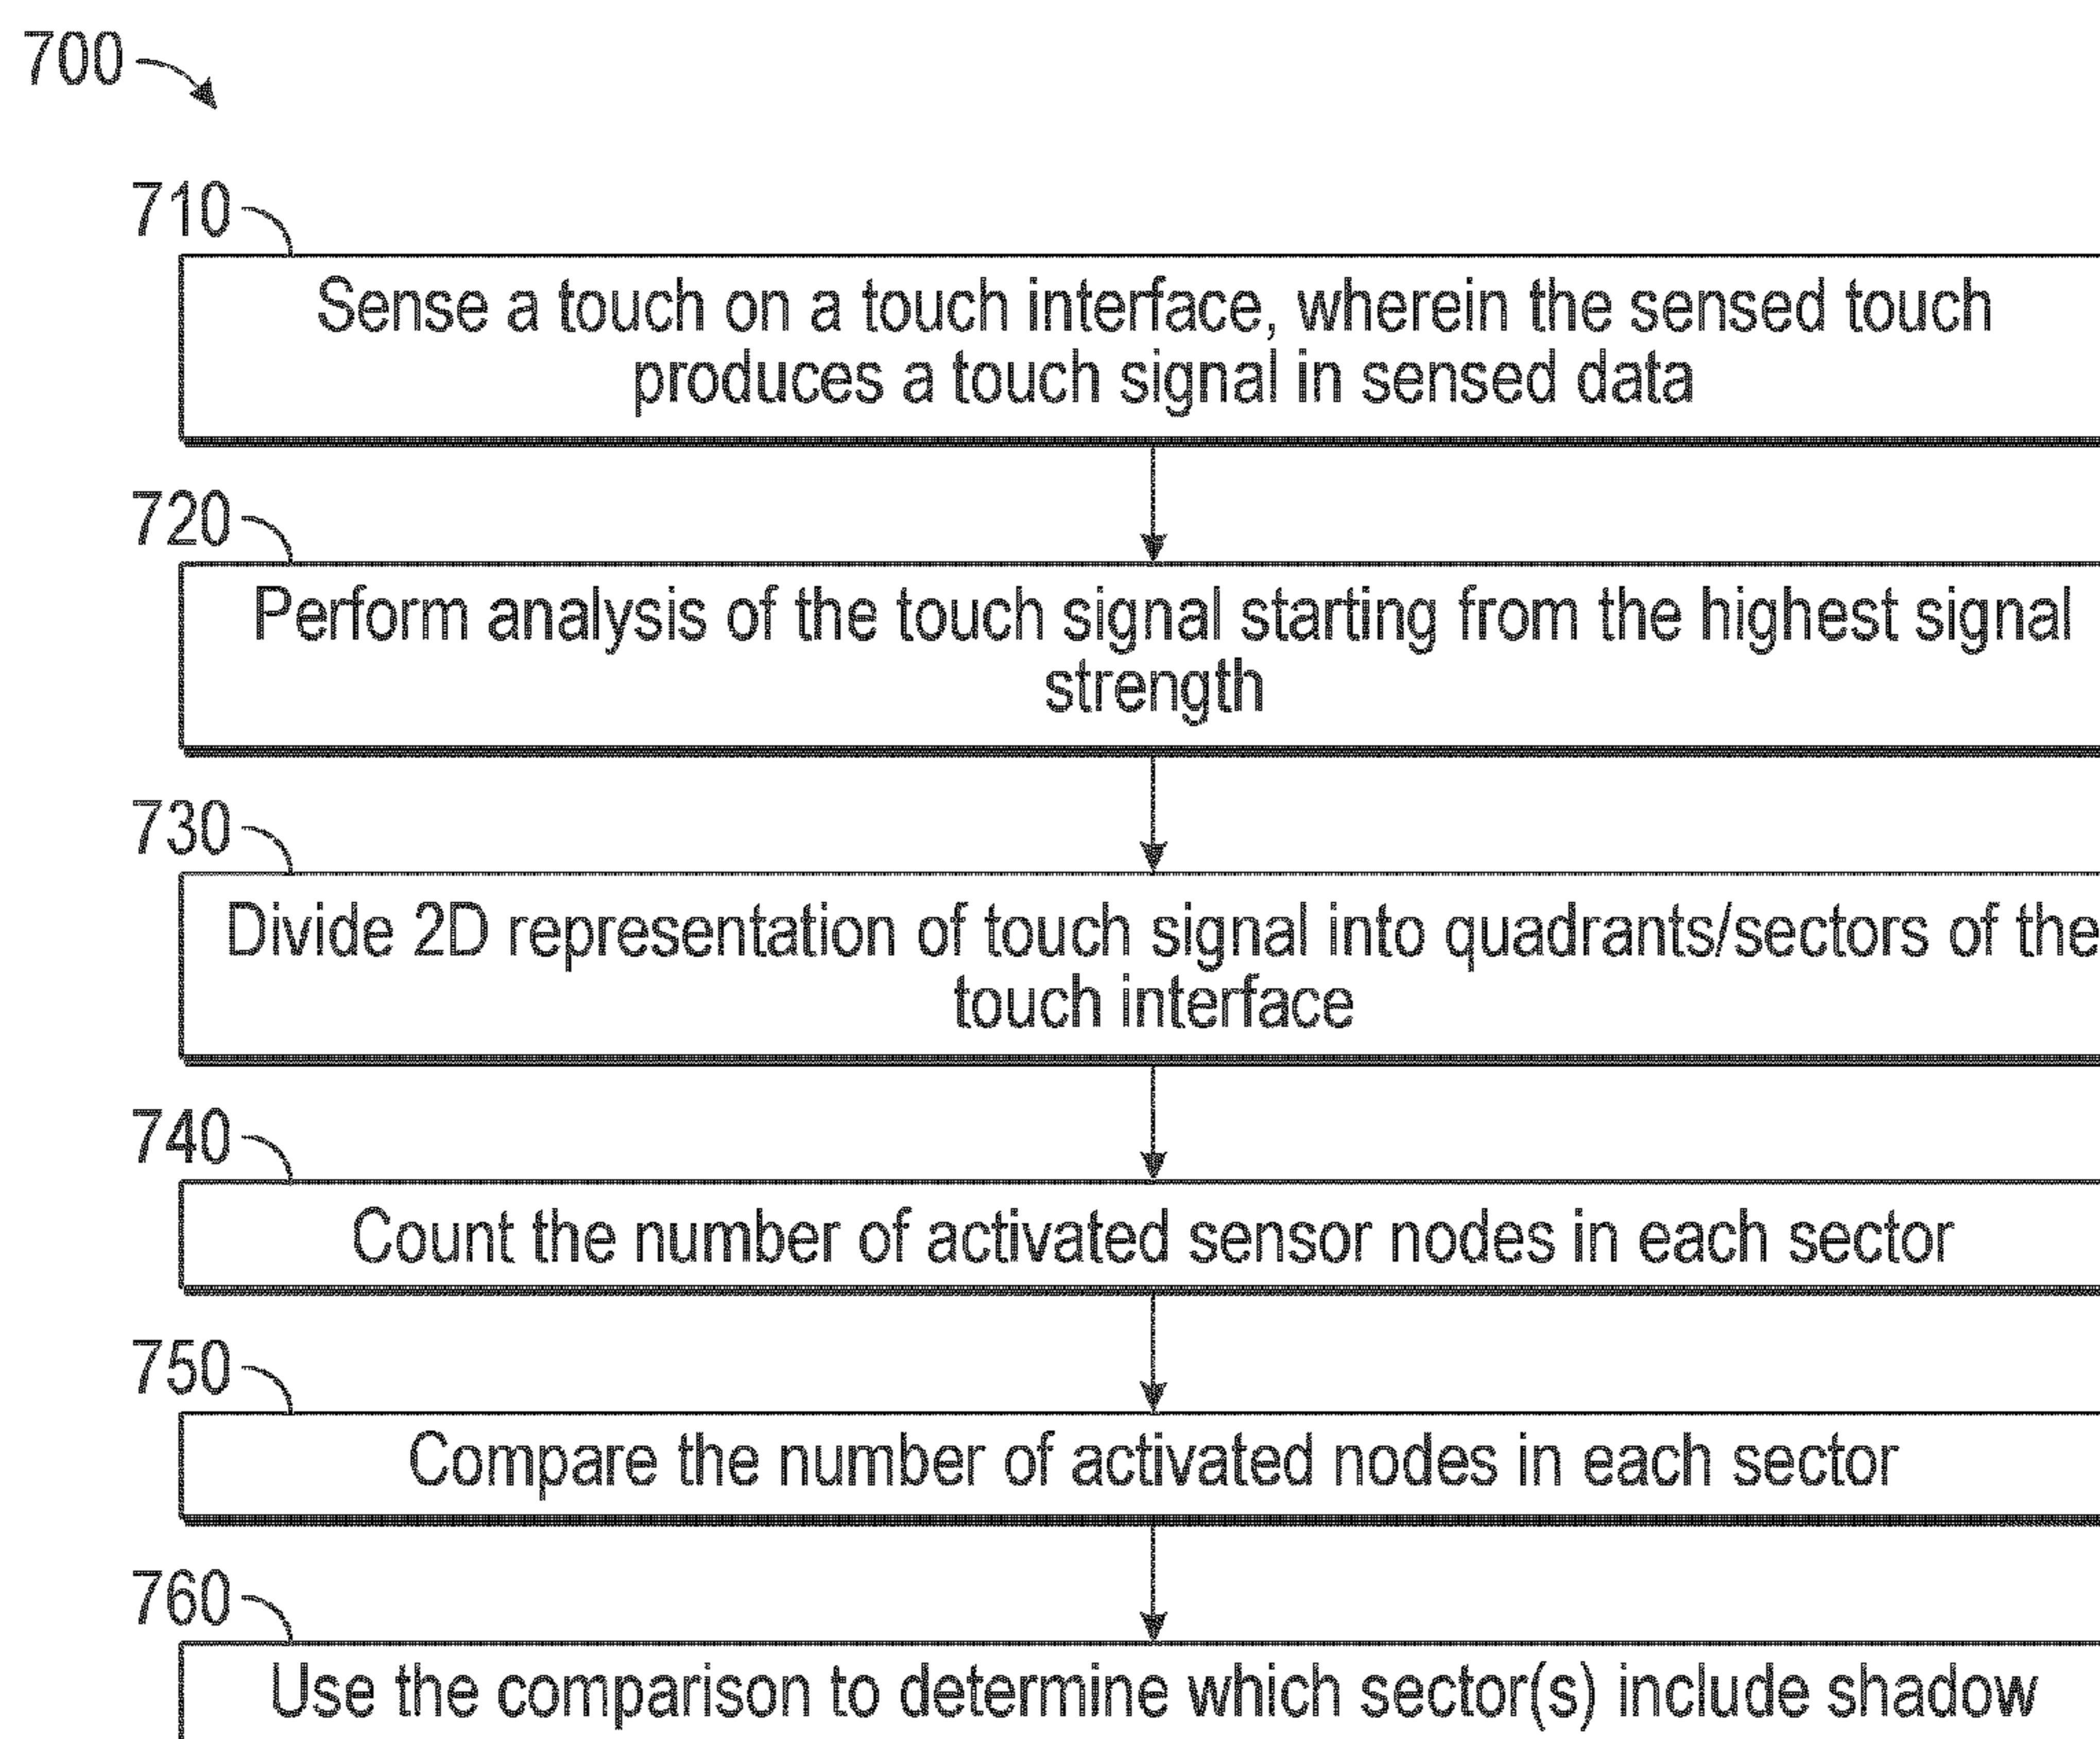 700
710
Sense a touch on a touch interface, wherein the sensed touch
produces a touch signal in sensed data
720
Perform analysis of the touch signal starting from the highest signal
strength
730
Divide 2D representation of touch signal into quadrants/sectors of the
touch interface
740
Count the number of activated sensor nodes in each sector
750
Compare the number of activated nodes in each sector
760
Use the comparison to determine which sector(s) include shadow